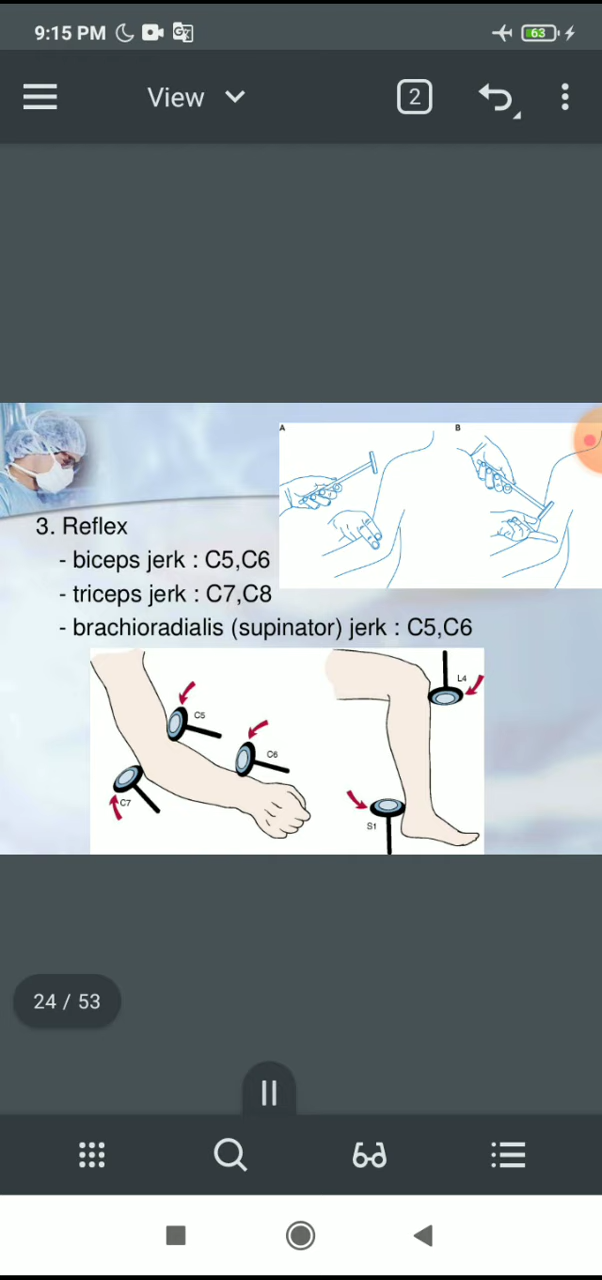 9:15 PM
63
View
2
A
B
3. Reflex
- biceps jerk : C5,C6
- triceps jerk : C7,C8
- brachioradialis (supinator) jerk : C5,C6
L4
C5
C6
C7
S1
24 / 53